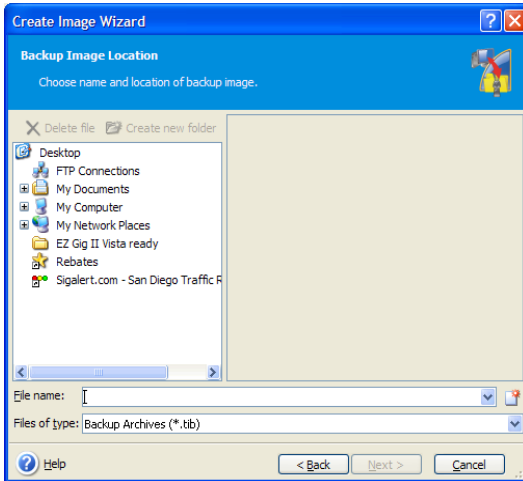 Create Image Wizard
Backup Image Location
Choose name and location of backup image.
Delete file Create new folder
Desktop
FTP Connections
My Documents
My Computer
My Network Places
EZ Gig II Vista ready
Rebates
Sigalert.com - San Diego Traffic R
File name:
Files of type: Backup Archives (*.tib)
Help < Back Next > Cancel